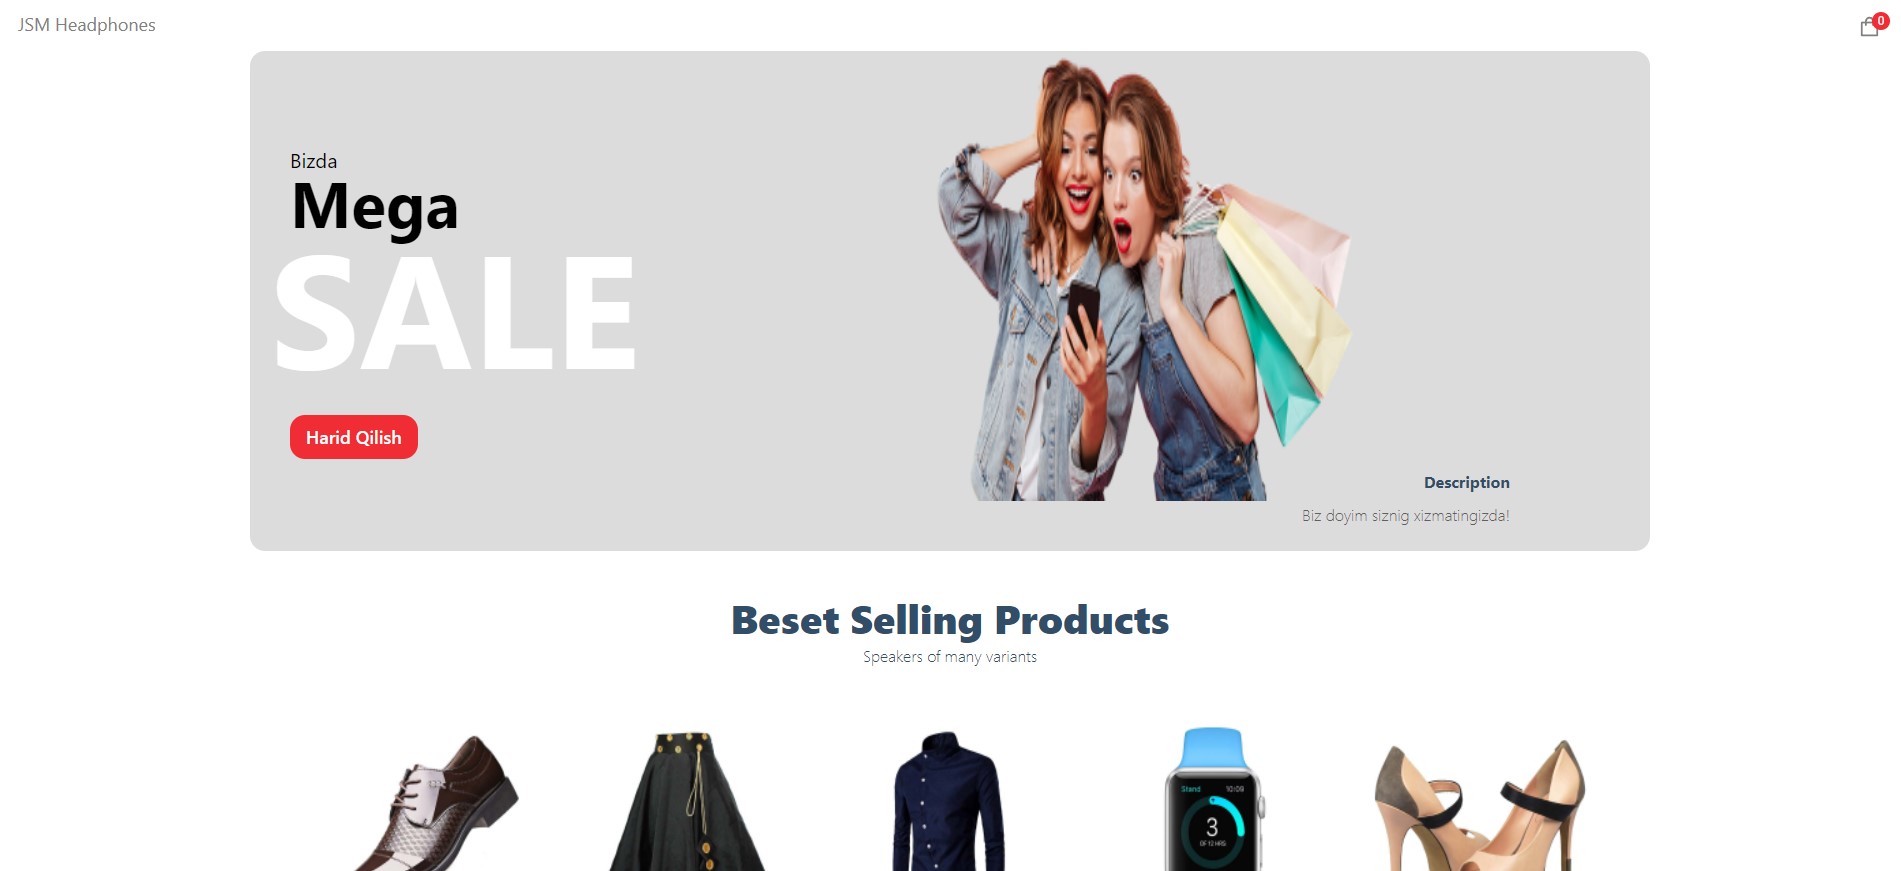 JSM Headphones
0
Bizda
Mega
SALE
Harid Qilish
Description
Biz doyim siznig xizmatingizda!
Beset Selling Products
Speakers of many variants
Stand 10:09
3
OF 12 HRS